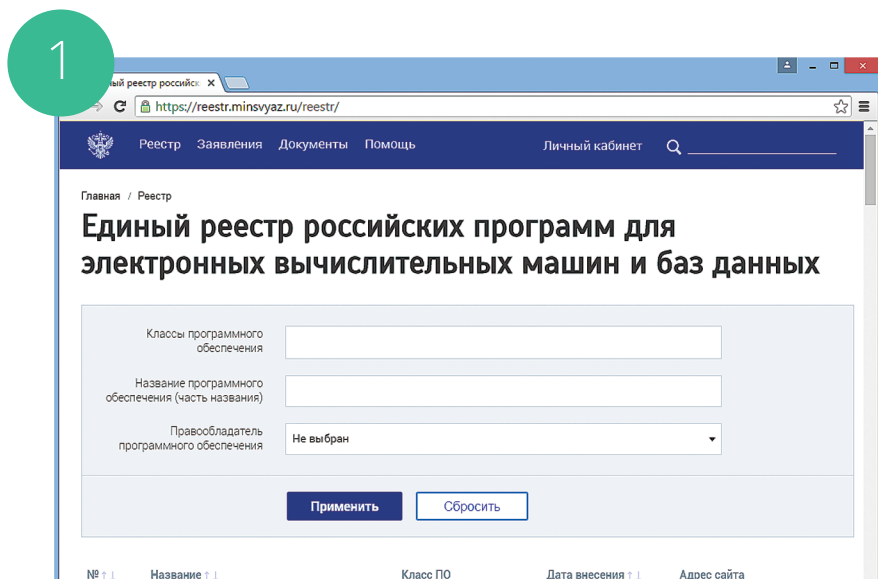 1
ый реестр российс
https://reestr.minsvyaz.ru/reestr/
Реестр Заявления Документы Помощь Личный кабинет
Главная / Реестр
Единый реестр российских программ для
электронных вычислительных машин и баз данных
Классы программного
обеспечения
Название программного
обеспечения (часть названия)
Правообладатель
программного обеспечения
Не выбран
Применить Сбросить
№ ↑↓ Название ↑↓ Класс ПО Дата внесения ↑↓ Адрес сайта